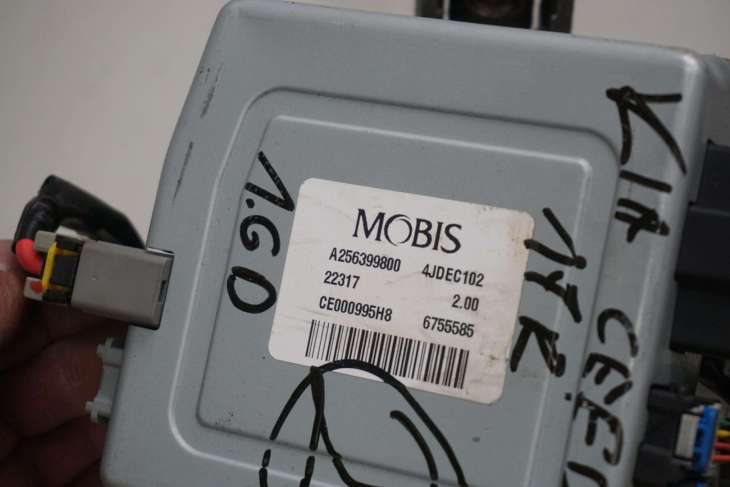 MOBIS
A256399800 4JDEC102
22317 2.00
CE000995H8 6755585
1.6
KIA